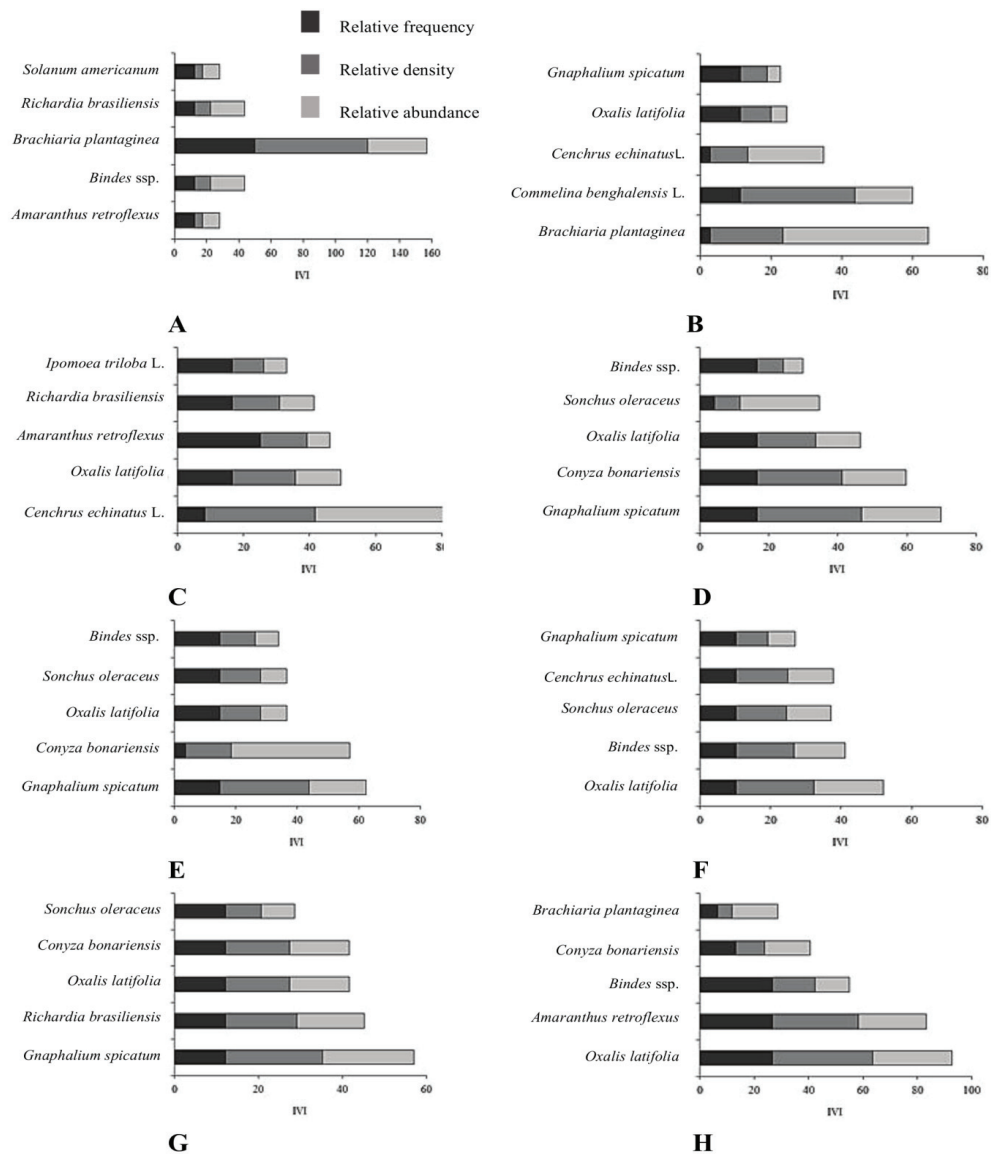 Relative frequency
Relative density
Relative abundance
Solanum americanum
Richardia brasiliensis
Brachiaria plantaginea
Bindes ssp.
Amaranthus retroflexus
0 20 40 60 80 100 120 140 160
IVI
A
Gnaphalium spicatum
Oxalis latifolia
Cenchrus echinatusL.
Commelina benghalensis L.
Brachiaria plantaginea
0 20 40 60 80
IVI
B
Ipomoea triloba L.
Richardia brasiliensis
Amaranthus retroflexus
Oxalis latifolia
Cenchrus echinatus L.
0 20 40 60 80
IVI
C
Bindes ssp.
Sonchus oleraceus
Oxalis latifolia
Conyza bonariensis
Gnaphalium spicatum
0 20 40 60 80
IVI
D
Bindes ssp.
Sonchus oleraceus
Oxalis latifolia
Conyza bonariensis
Gnaphalium spicatum
0 20 40 60 80
IVI
E
Gnaphalium spicatum
Cenchrus echinatusL.
Sonchus oleraceus
Bindes ssp.
Oxalis latifolia
0 20 40 60 80
IVI
F
Sonchus oleraceus
Conyza bonariensis
Oxalis latifolia
Richardia brasiliensis
Gnaphalium spicatum
0 20 40 60
IVI
G
Brachiaria plantaginea
Conyza bonariensis
Bindes ssp.
Amaranthus retroflexus
Oxalis latifolia
0 20 40 60 80 100
IVI
H